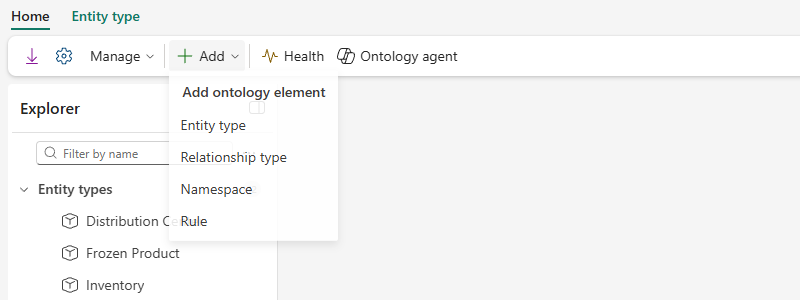 Home Entity type
Manage Add Health Ontology agent
Add ontology element
Explorer
Entity type
Filter by name
Relationship type
Entity types
Namespace
Distribution
Rule
Frozen Product
Inventory